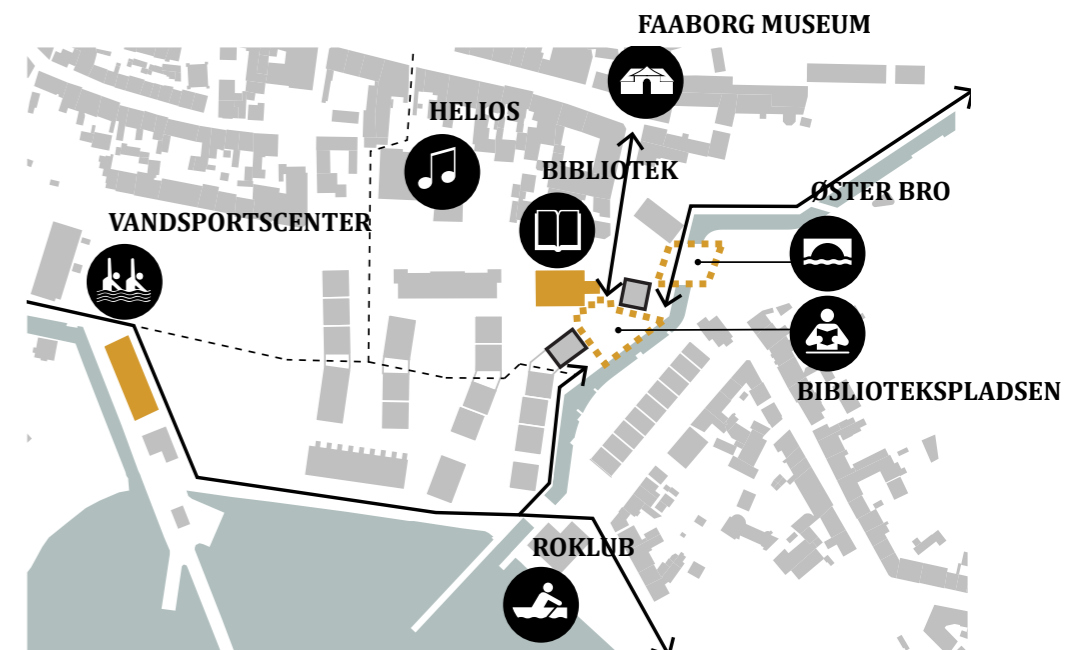 FAABORG MUSEUM
HELIOS
BIBLIOTEK
ØSTER BRO
VANDSPORTSCENTER
BIBLIOTEKSPLADSEN
ROKLUB